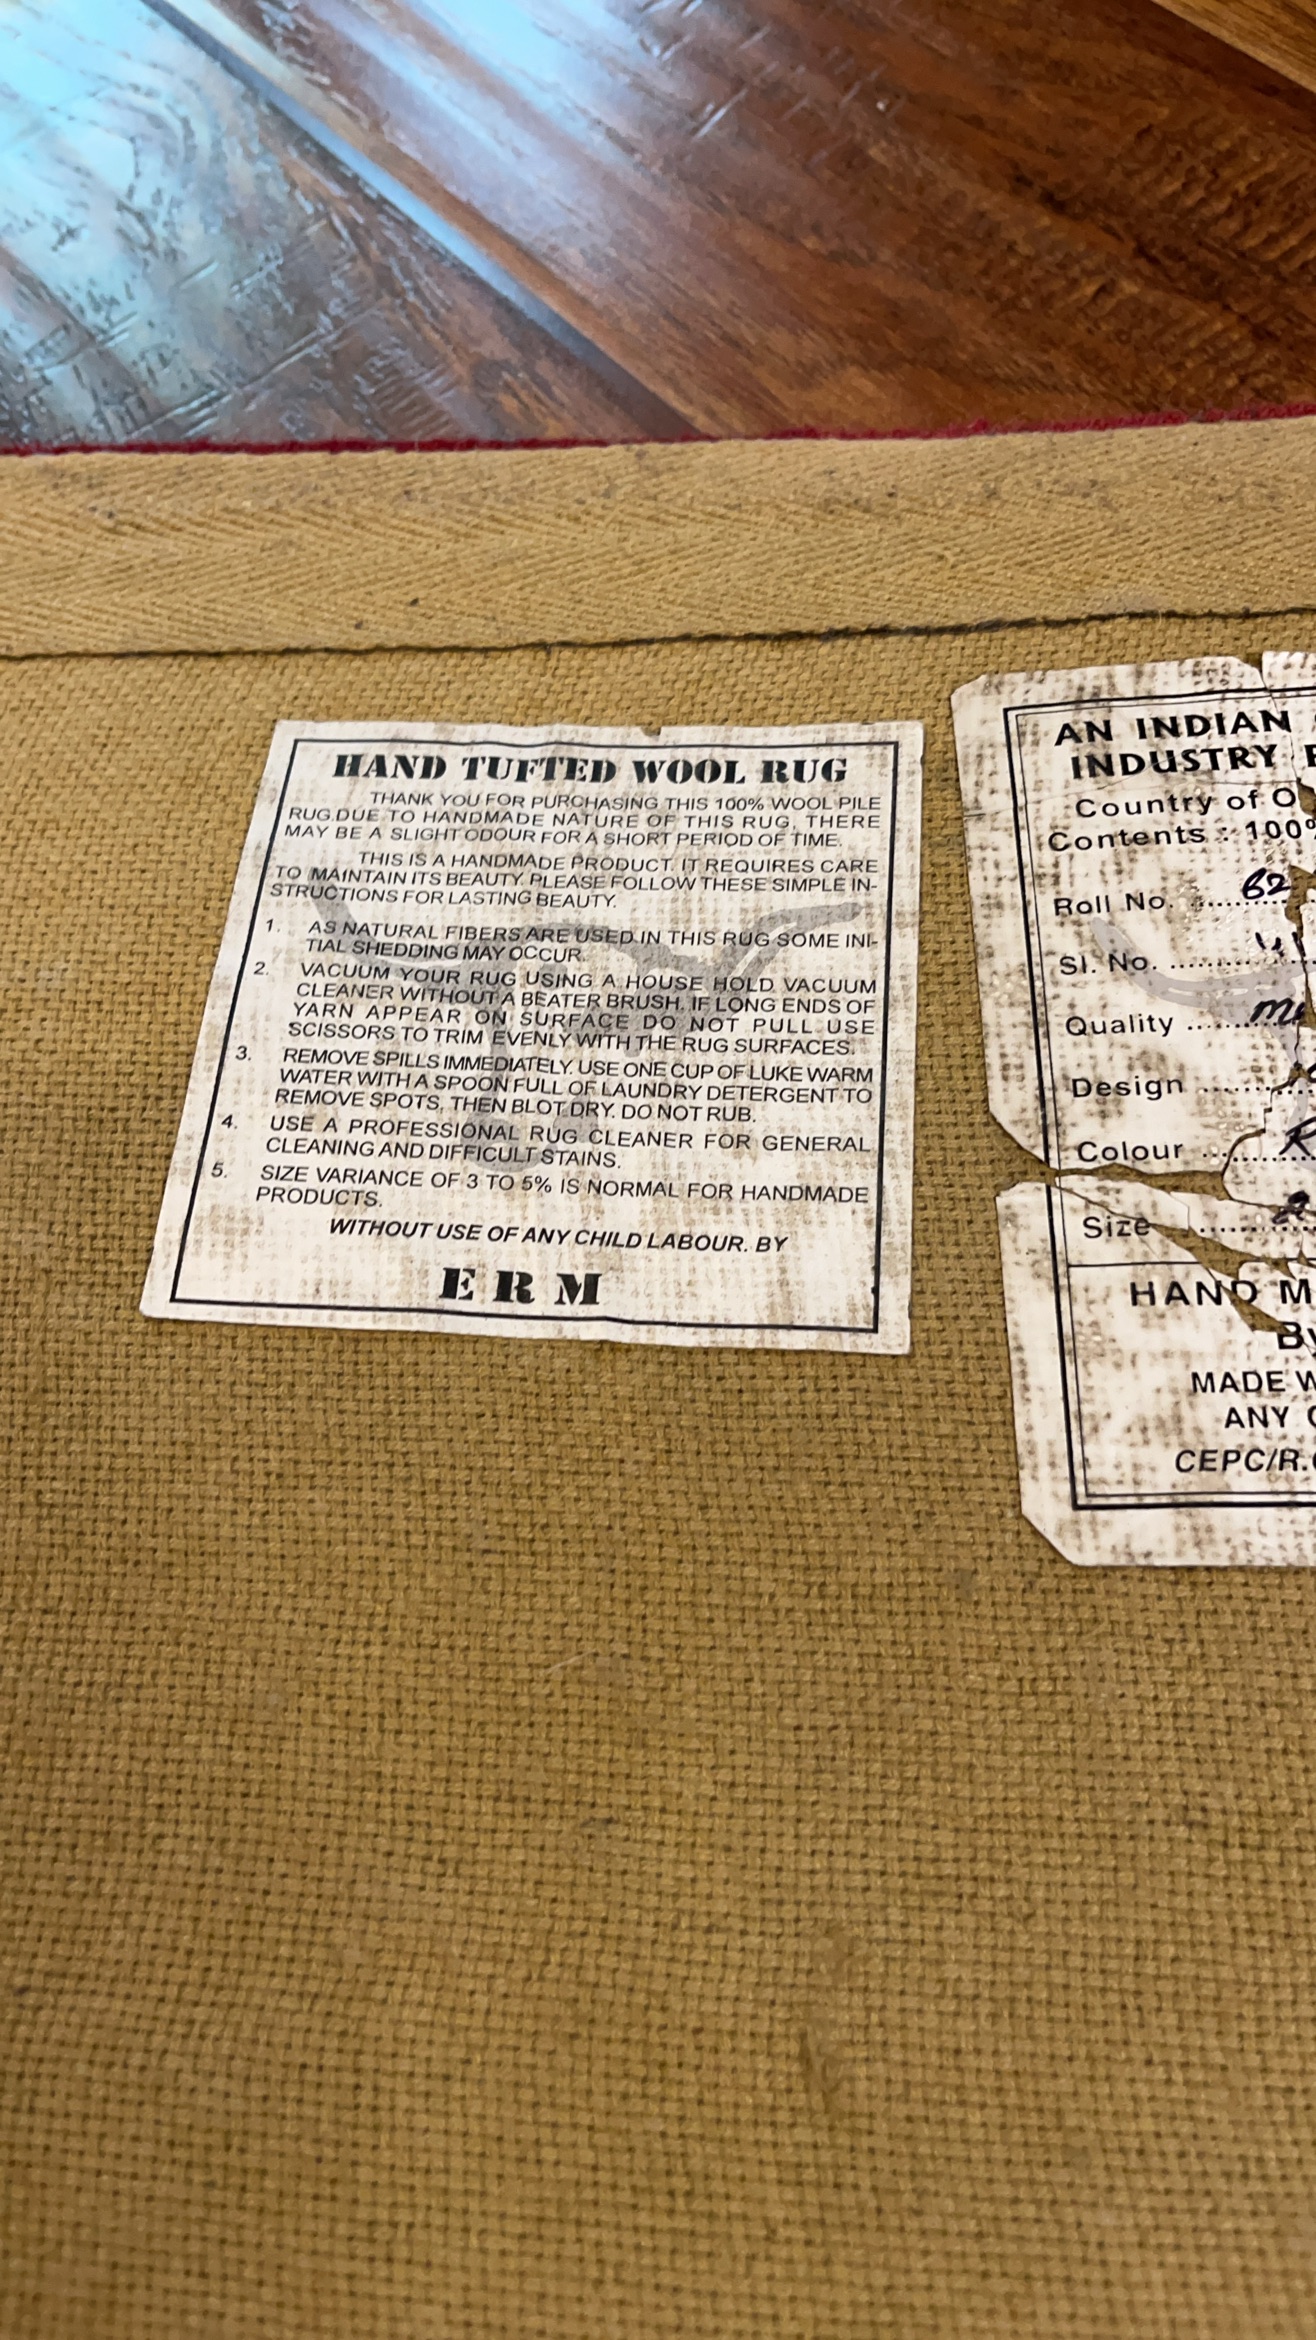 HAND TUFTED WOOL RUG
THANK YOU FOR PURCHASING THIS 100% WOOL PILE
RUG.DUE TO HANDMADE NATURE OF THIS RUG, THERE
MAY BE A SLIGHT ODOUR FOR A SHORT PERIOD OF TIME.
THIS IS A HANDMADE PRODUCT. IT REQUIRES CARE
TO MAINTAIN ITS BEAUTY. PLEASE FOLLOW THESE SIMPLE IN-
STRUCTIONS FOR LASTING BEAUTY.
1. AS NATURAL FIBERS ARE USED IN THIS RUG SOME INI-
TIAL SHEDDING MAY OCCUR.
2. VACUUM YOUR RUG USING A HOUSE HOLD VACUUM
CLEANER WITHOUT A BEATER BRUSH. IF LONG ENDS OF
YARN APPEAR ON SURFACE DO NOT PULL USE
SCISSORS TO TRIM EVENLY WITH THE RUG SURFACES.
3. REMOVE SPILLS IMMEDIATELY. USE ONE CUP OF LUKE WARM
WATER WITH A SPOON FULL OF LAUNDRY DETERGENT TO
REMOVE SPOTS, THEN BLOT DRY. DO NOT RUB.
4. USE A PROFESSIONAL RUG CLEANER FOR GENERAL
CLEANING AND DIFFICULT STAINS.
5. SIZE VARIANCE OF 3 TO 5% IS NORMAL FOR HANDMADE
PRODUCTS.
WITHOUT USE OF ANY CHILD LABOUR. BY
E R M
AN INDIAN
INDUSTRY
Country of O
Contents : 100%
Roll No. 62
Sl. No.
Quality
Design
Colour
Size
HAND M
By
MADE W
ANY
CEPC/R.